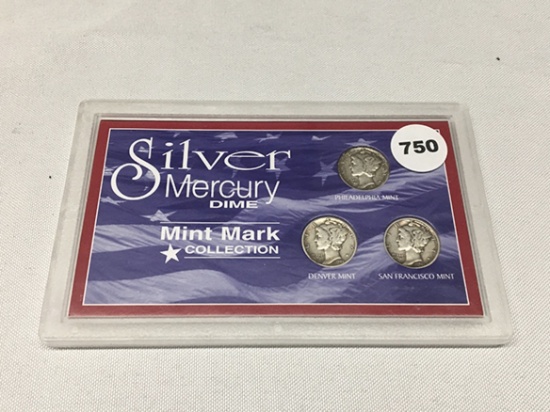 Silver
Mercury
DIME
Mint Mark
COLLECTION
750
PHILADELPHIA MINT
DENVER MINT
SAN FRANCISCO MINT